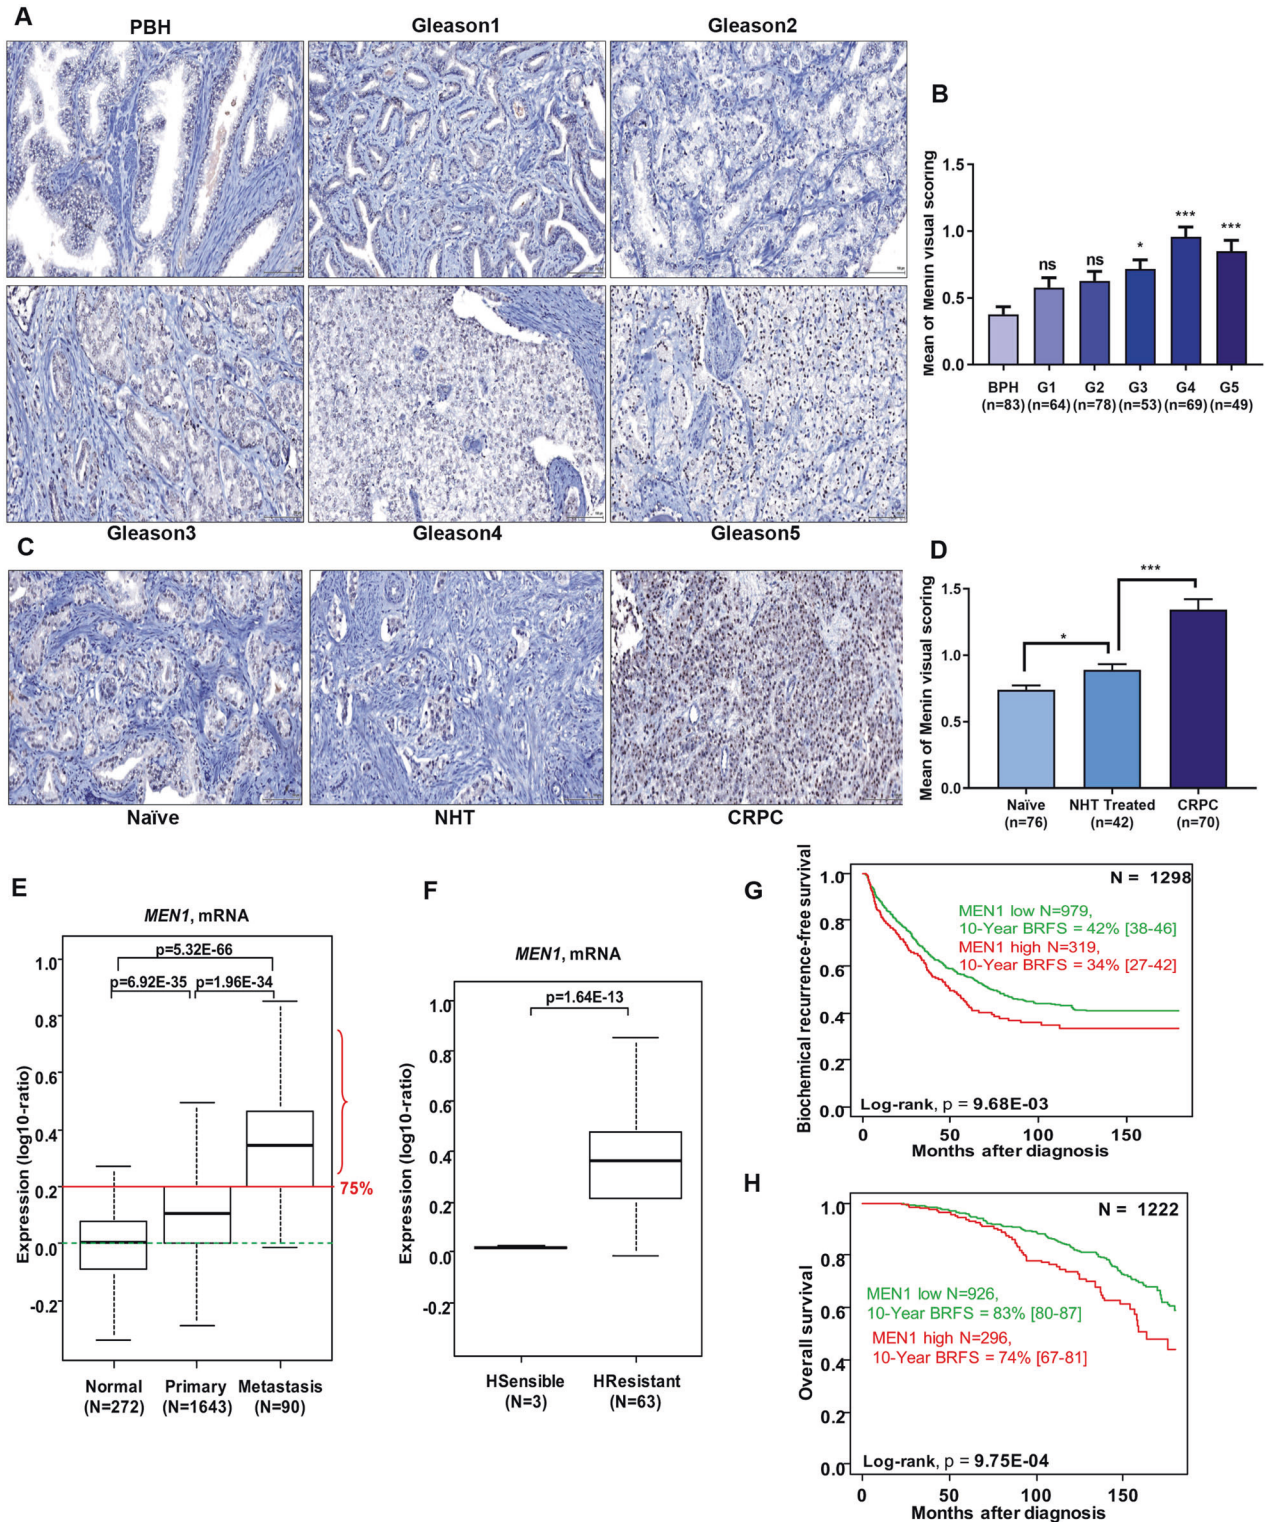 A
PBH
Gleason1
Gleason2
Gleason3
Gleason4
Gleason5
B
Mean of Menin visual scoring
1.5
1.0
0.5
0.0
ns
ns
*
***
***
BPH
G1
G2
G3
G4
G5
(n=83)
(n=64)
(n=78)
(n=53)
(n=69)
(n=49)
C
Naïve
NHT
CRPC
D
Mean of Menin visual scoring
1.5
1.0
0.5
0.0
*
***
Naïve
NHT Treated
CRPC
(n=76)
(n=42)
(n=70)
E
MEN1, mRNA
p=5.32E-66
p=6.92E-35
p=1.96E-34
Expression (log10-ratio)
1.0
0.8
0.6
0.4
0.2
0.0
-0.2
75%
Normal
Primary
Metastasis
(N=272)
(N=1643)
(N=90)
F
MEN1, mRNA
p=1.64E-13
Expression (log10-ratio)
1.0
0.8
0.6
0.4
0.2
0.0
-0.2
HSensible
HResistant
(N=3)
(N=63)
G
Biochemical recurrence-free survival
1.0
0.8
0.6
0.4
0.2
0.0
N = 1298
MEN1 low N=979,
10-Year BRFS = 42% [38-46]
MEN1 high N=319,
10-Year BRFS = 34% [27-42]
Log-rank, p = 9.68E-03
0
50
100
150
Months after diagnosis
H
Overall survival
1.0
0.8
0.6
0.4
0.2
0.0
N = 1222
MEN1 low N=926,
10-Year BRFS = 83% [80-87]
MEN1 high N=296,
10-Year BRFS = 74% [67-81]
Log-rank, p = 9.75E-04
0
50
100
150
Months after diagnosis